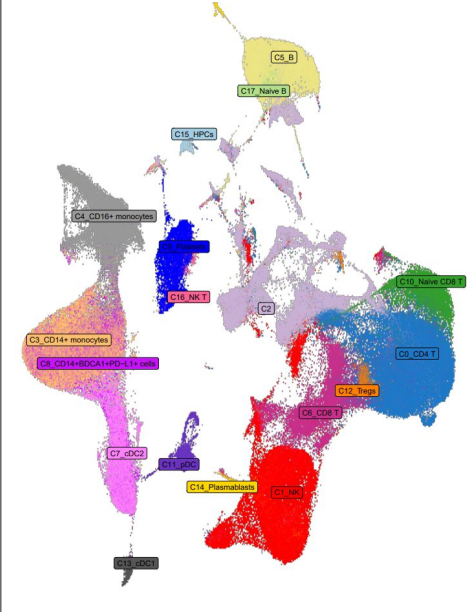 C5_B
C17_Naive B
C15_HPCs
C4_CD16+ monocytes
C16_NK T
C10_Naive CD8 T
C2
C3_CD14+ monocytes
C8_CD14+BDCA1+PD-L1+ cells
C0_CD4 T
C12_Tregs
C6_CD8 T
C7_cDC2
C11_pDC
C14_Plasmablasts
C1_NK
C13_cDC1